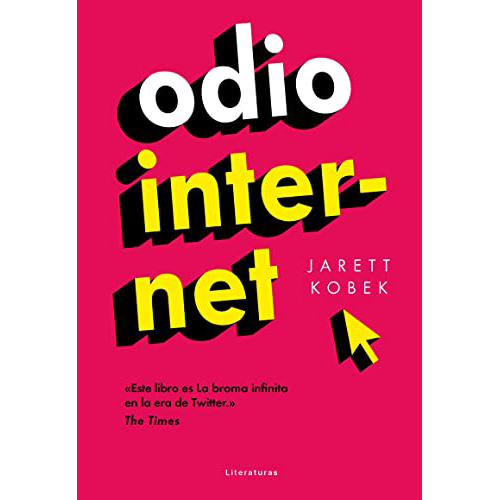 odio
inter-
net
JARETT
KOBEK
«Este libro es La broma infinita
en la era de Twitter.»
The Times
Literaturas